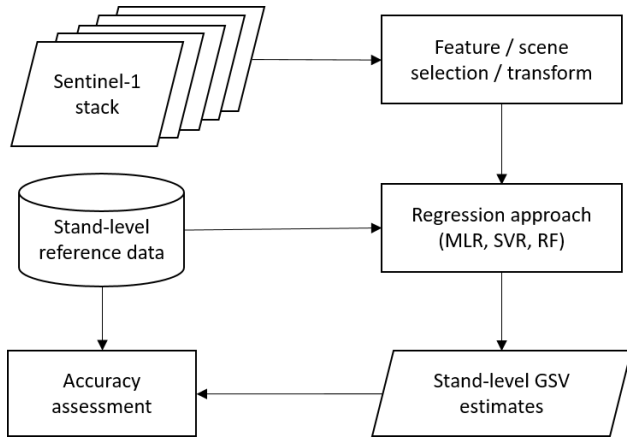 Sentinel-1
stack
Feature / scene
selection / transform
Stand-level
reference data
Regression approach
(MLR, SVR, RF)
Accuracy
assessment
Stand-level GSV
estimates